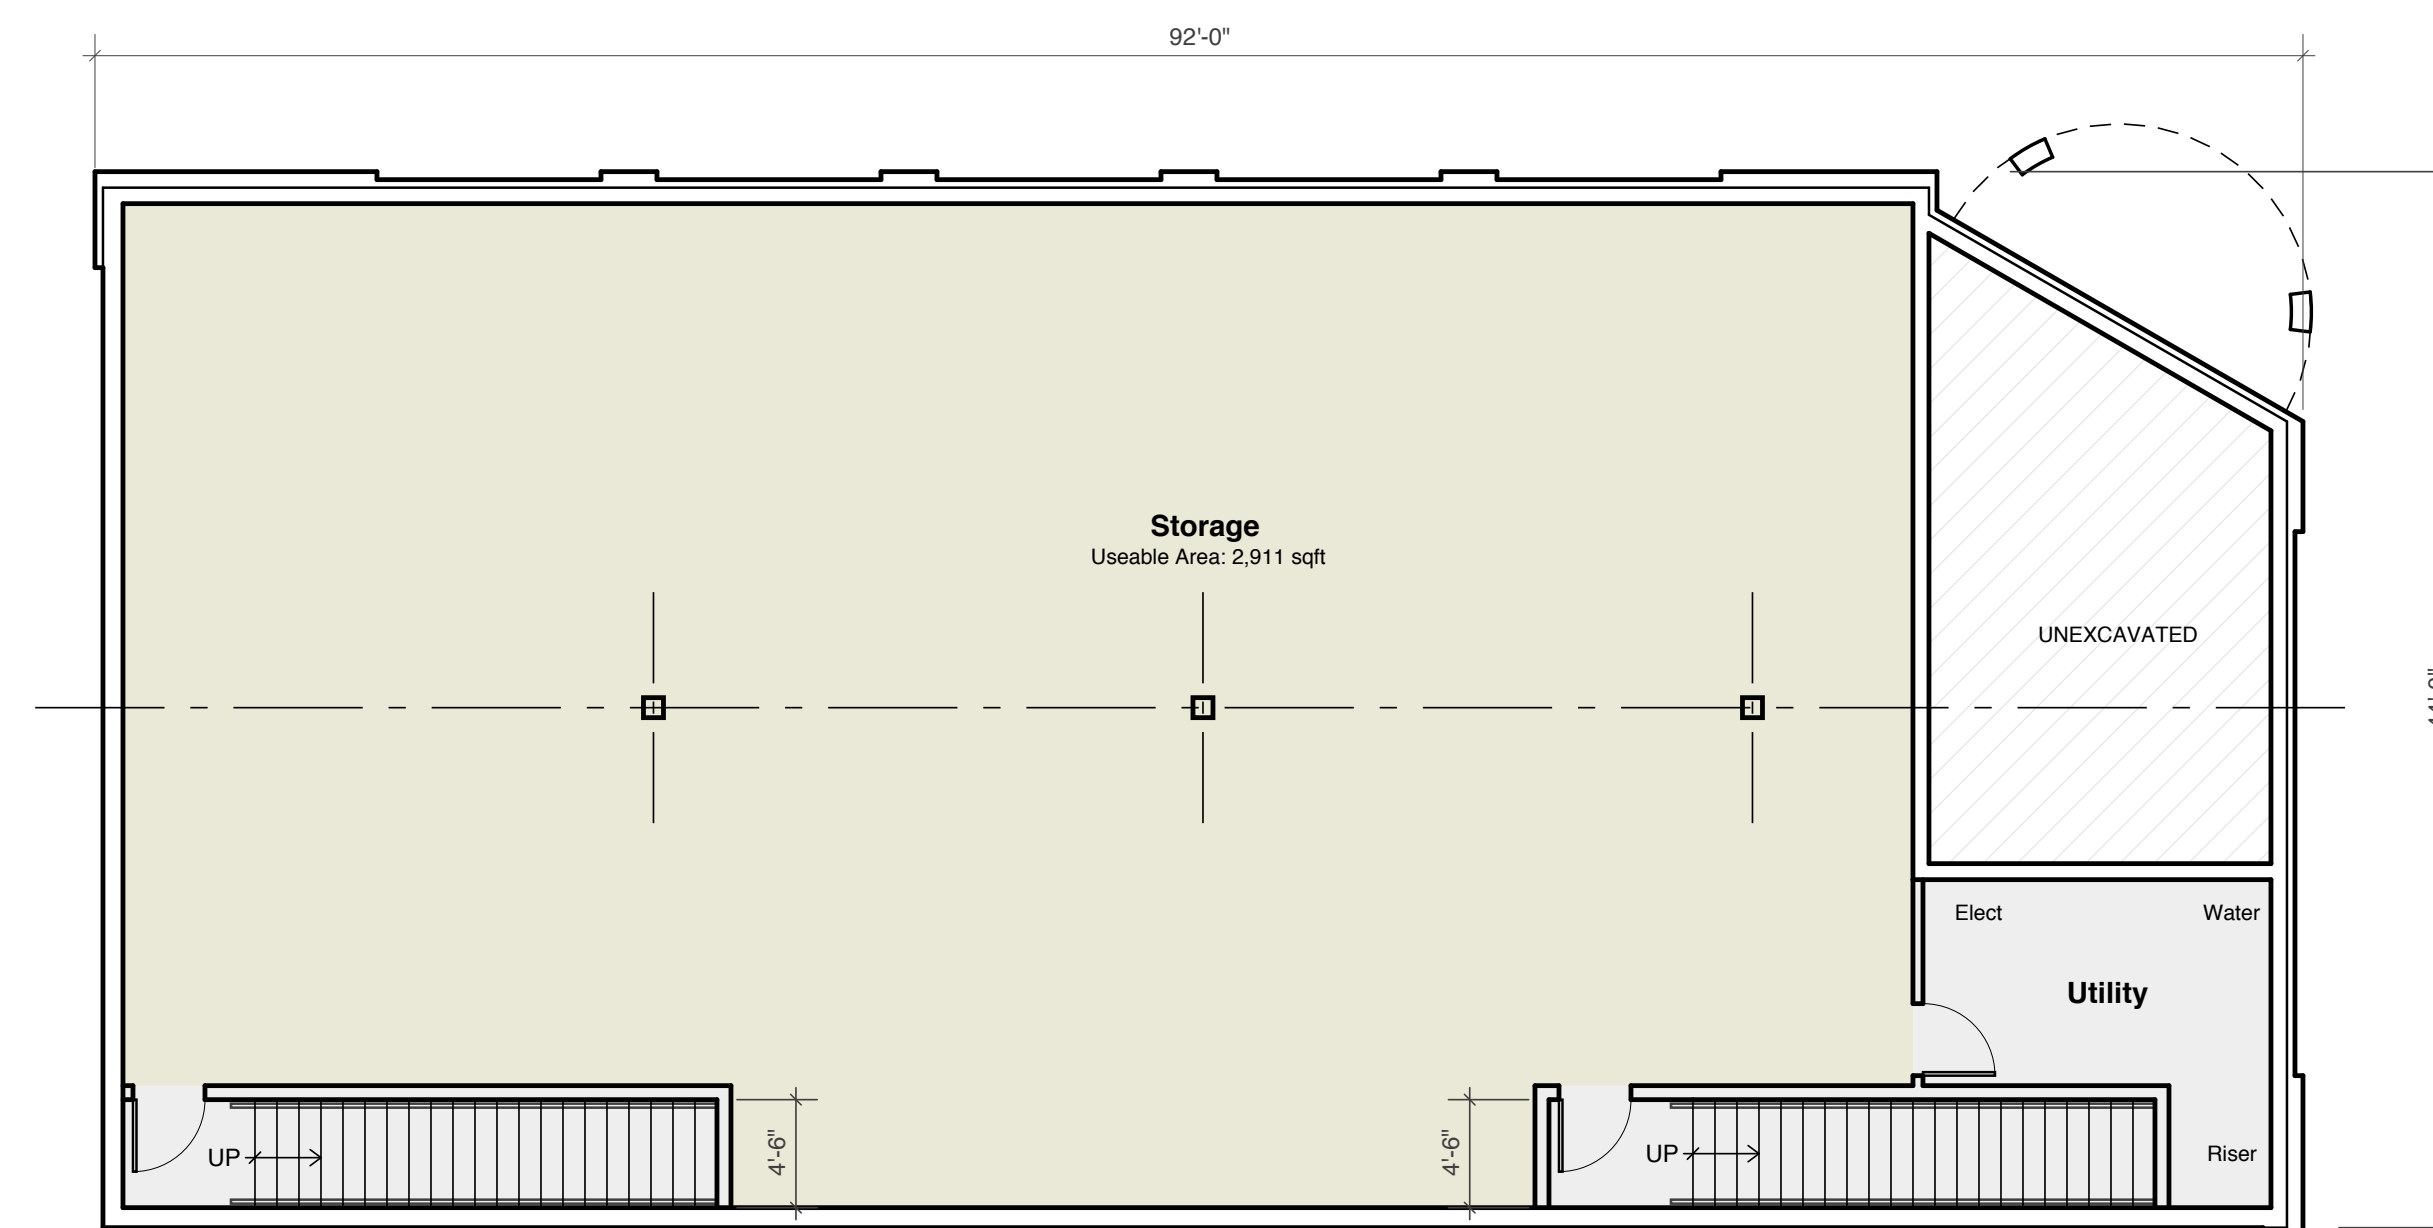 92'-0"
Storage
Useable Area: 2,911 sqft
UNEXCAVATED
Elect
Water
Utility
4'-6"
4'-6"
UP
UP
Riser